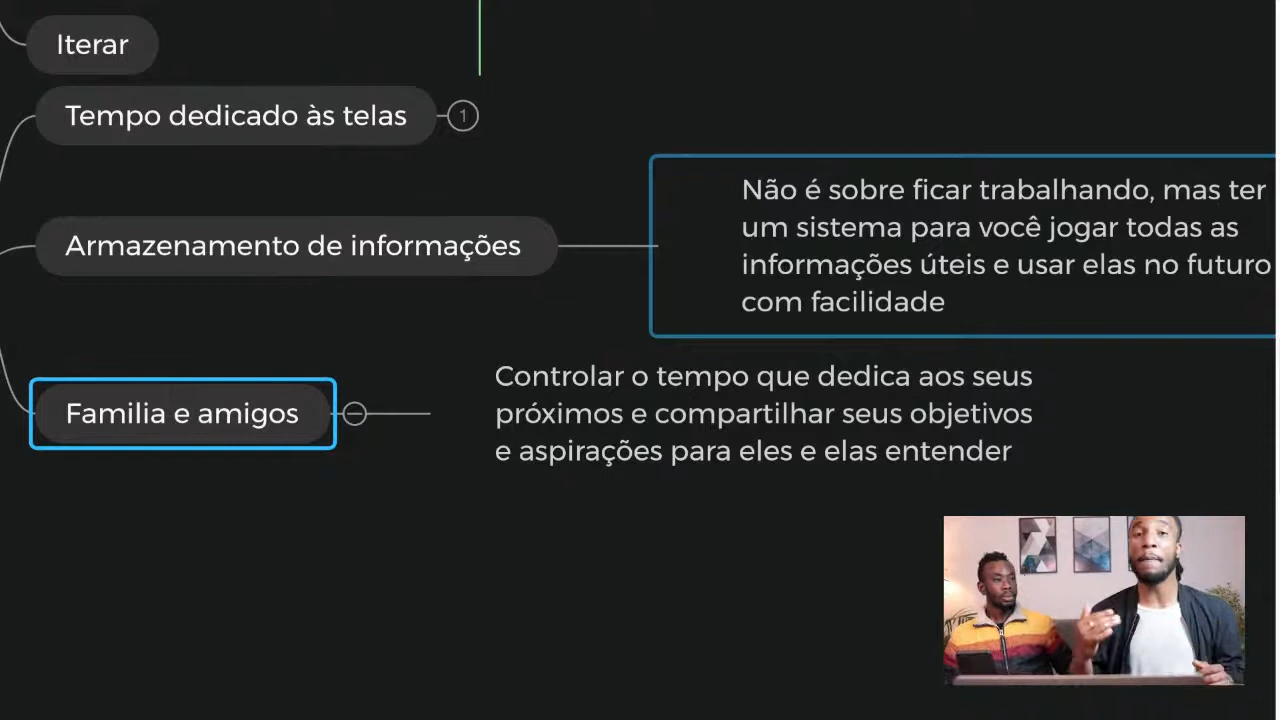 Iterar
Tempo dedicado às telas
1
Armazenamento de informações
Não é sobre ficar trabalhando, mas ter
um sistema para você jogar todas as
informações úteis e usar elas no futuro
com facilidade
Familia e amigos
Controlar o tempo que dedica aos seus
próximos e compartilhar seus objetivos
e aspirações para eles e elas entender